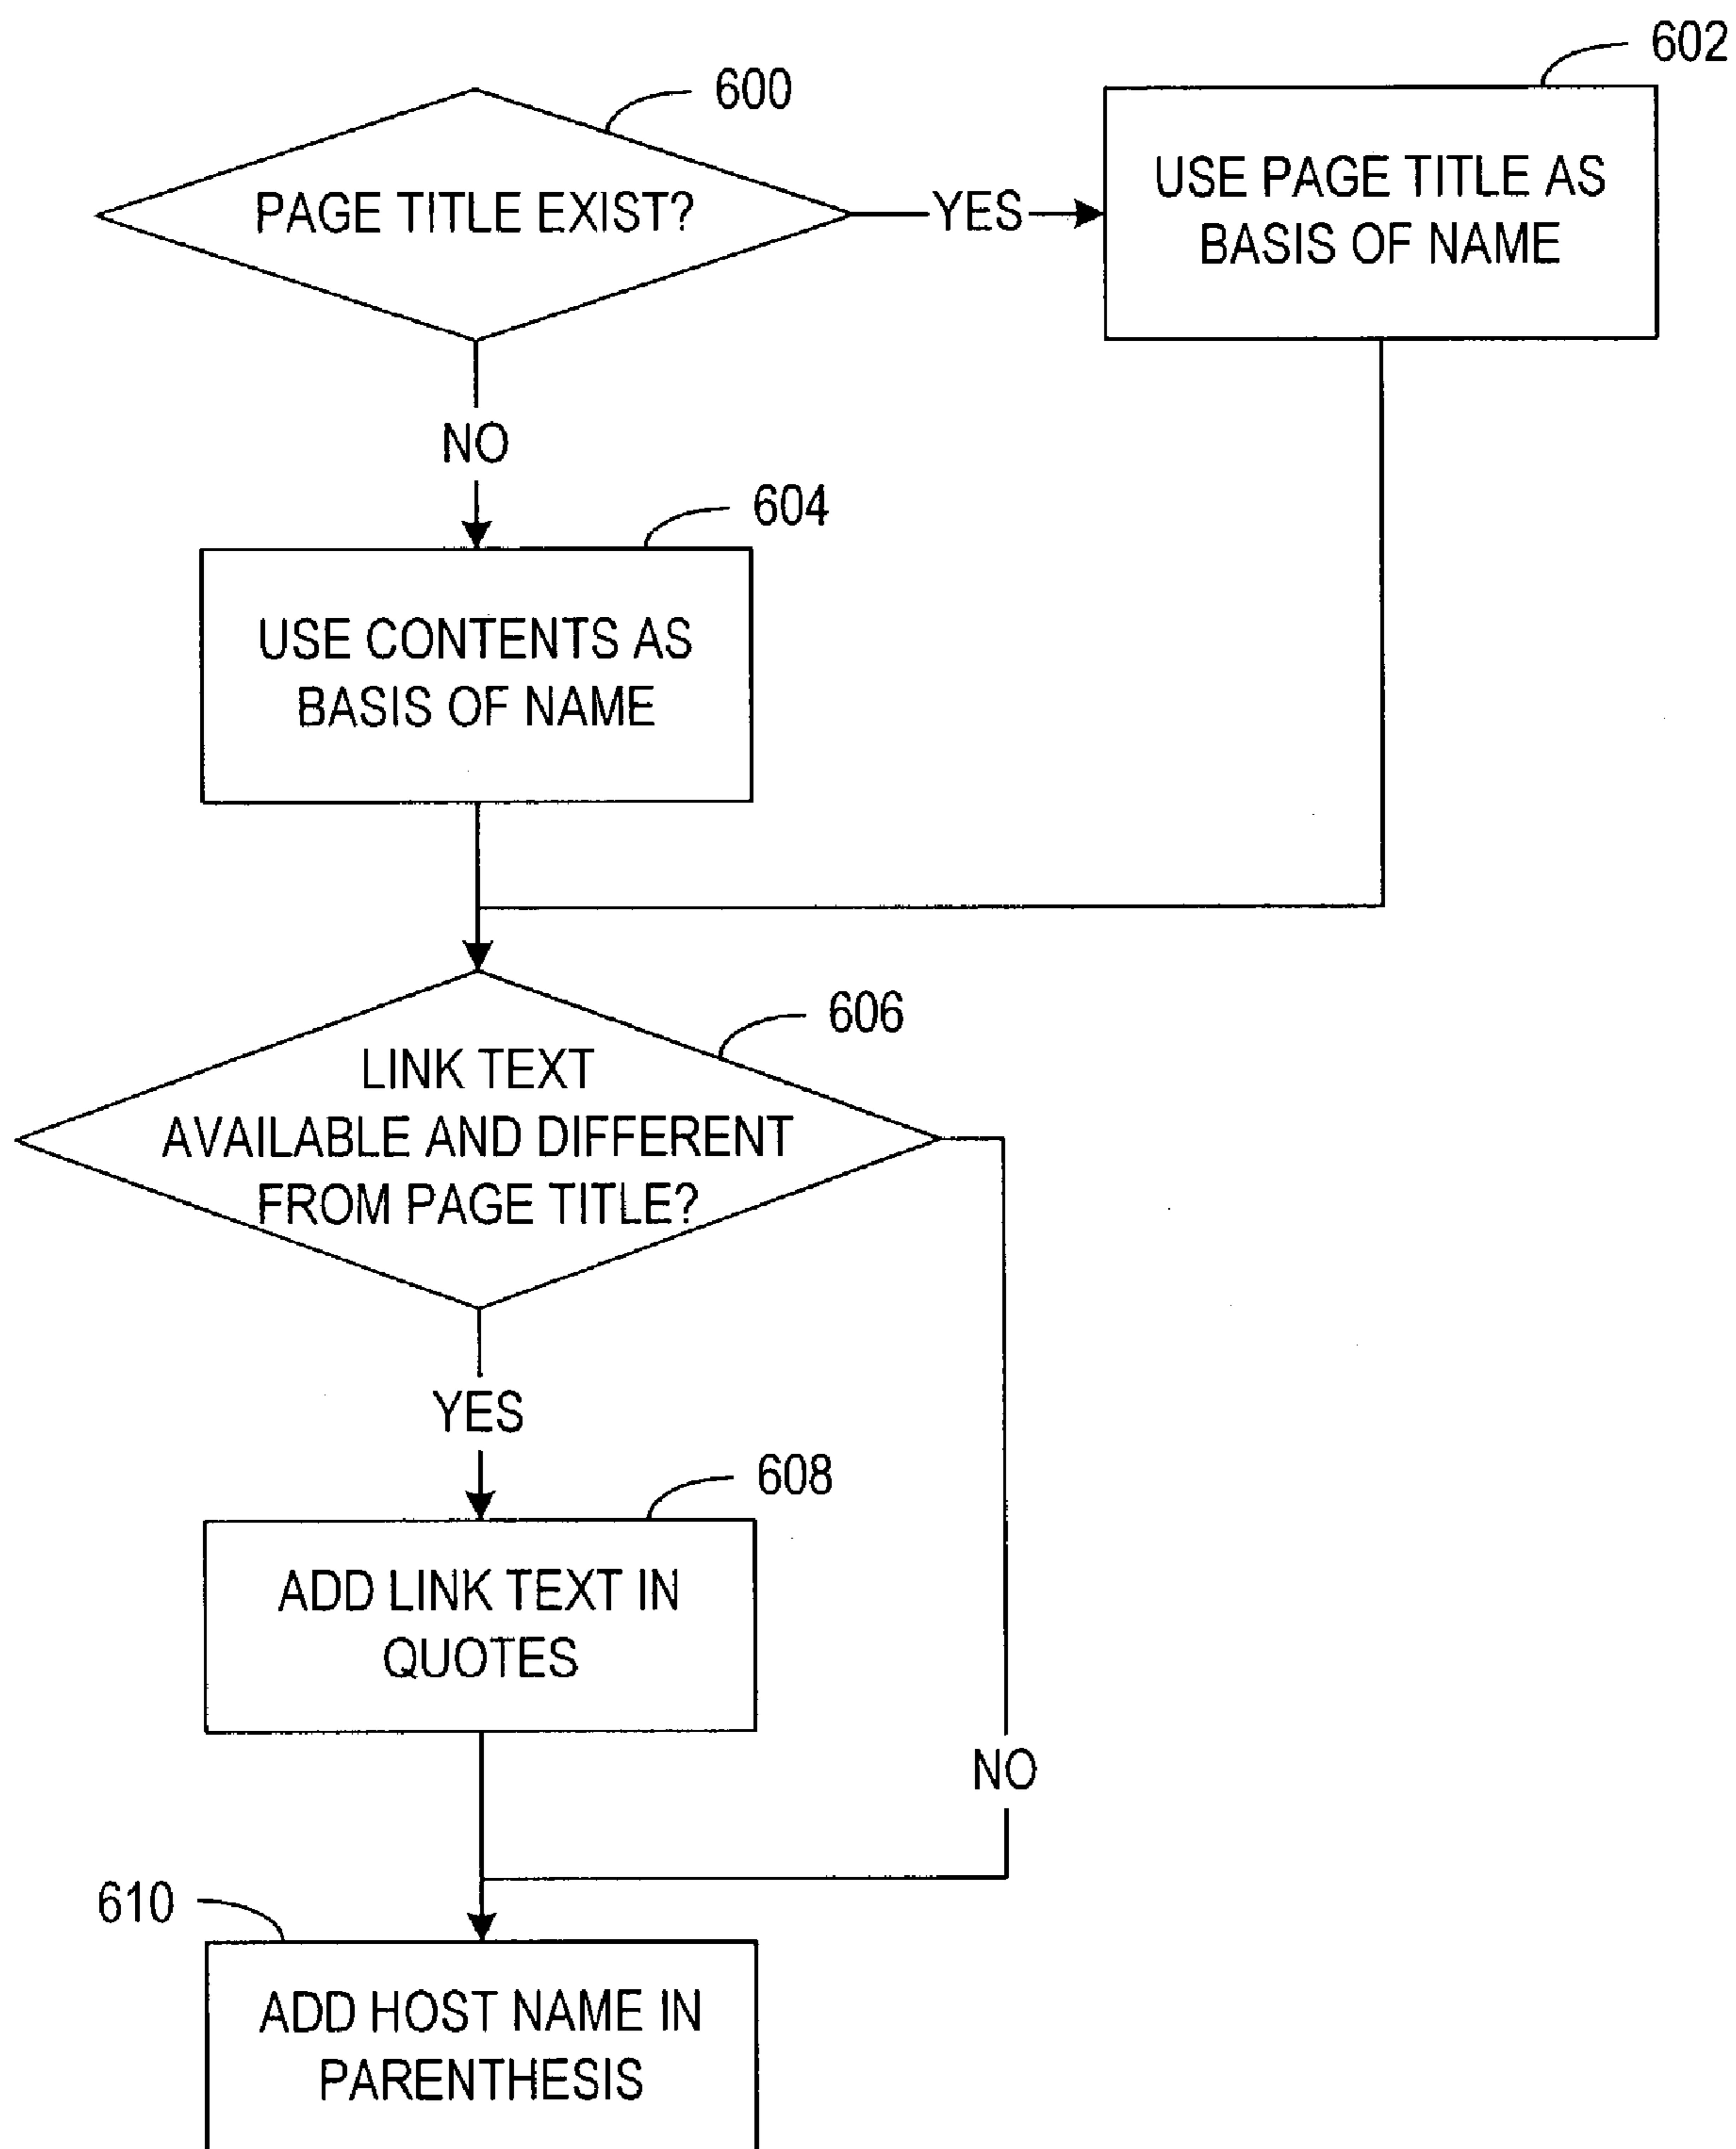 600
602
PAGE TITLE EXIST?
YES
USE PAGE TITLE AS
BASIS OF NAME
NO
604
USE CONTENTS AS
BASIS OF NAME
606
LINK TEXT
AVAILABLE AND DIFFERENT
FROM PAGE TITLE?
YES
608
ADD LINK TEXT IN
QUOTES
NO
610
ADD HOST NAME IN
PARENTHESIS